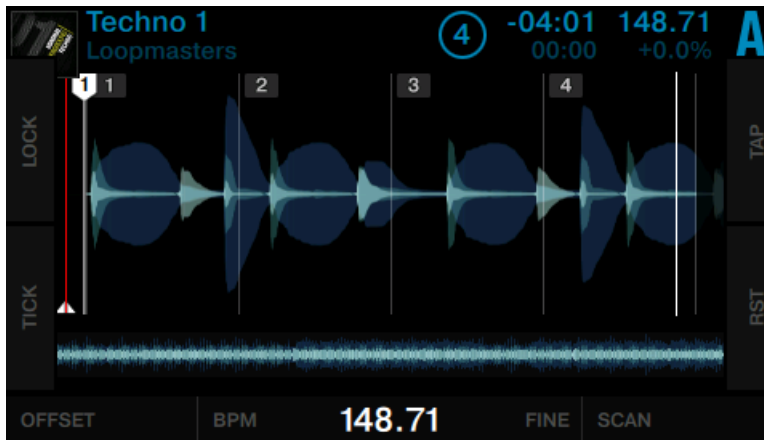 Techno 1
Loopmasters
4
-04:01 148.71
00:00 +0.0%
A
1 1 2 3 4
LOCK
TAP
TICK
RST
OFFSET BPM 148.71 FINE SCAN